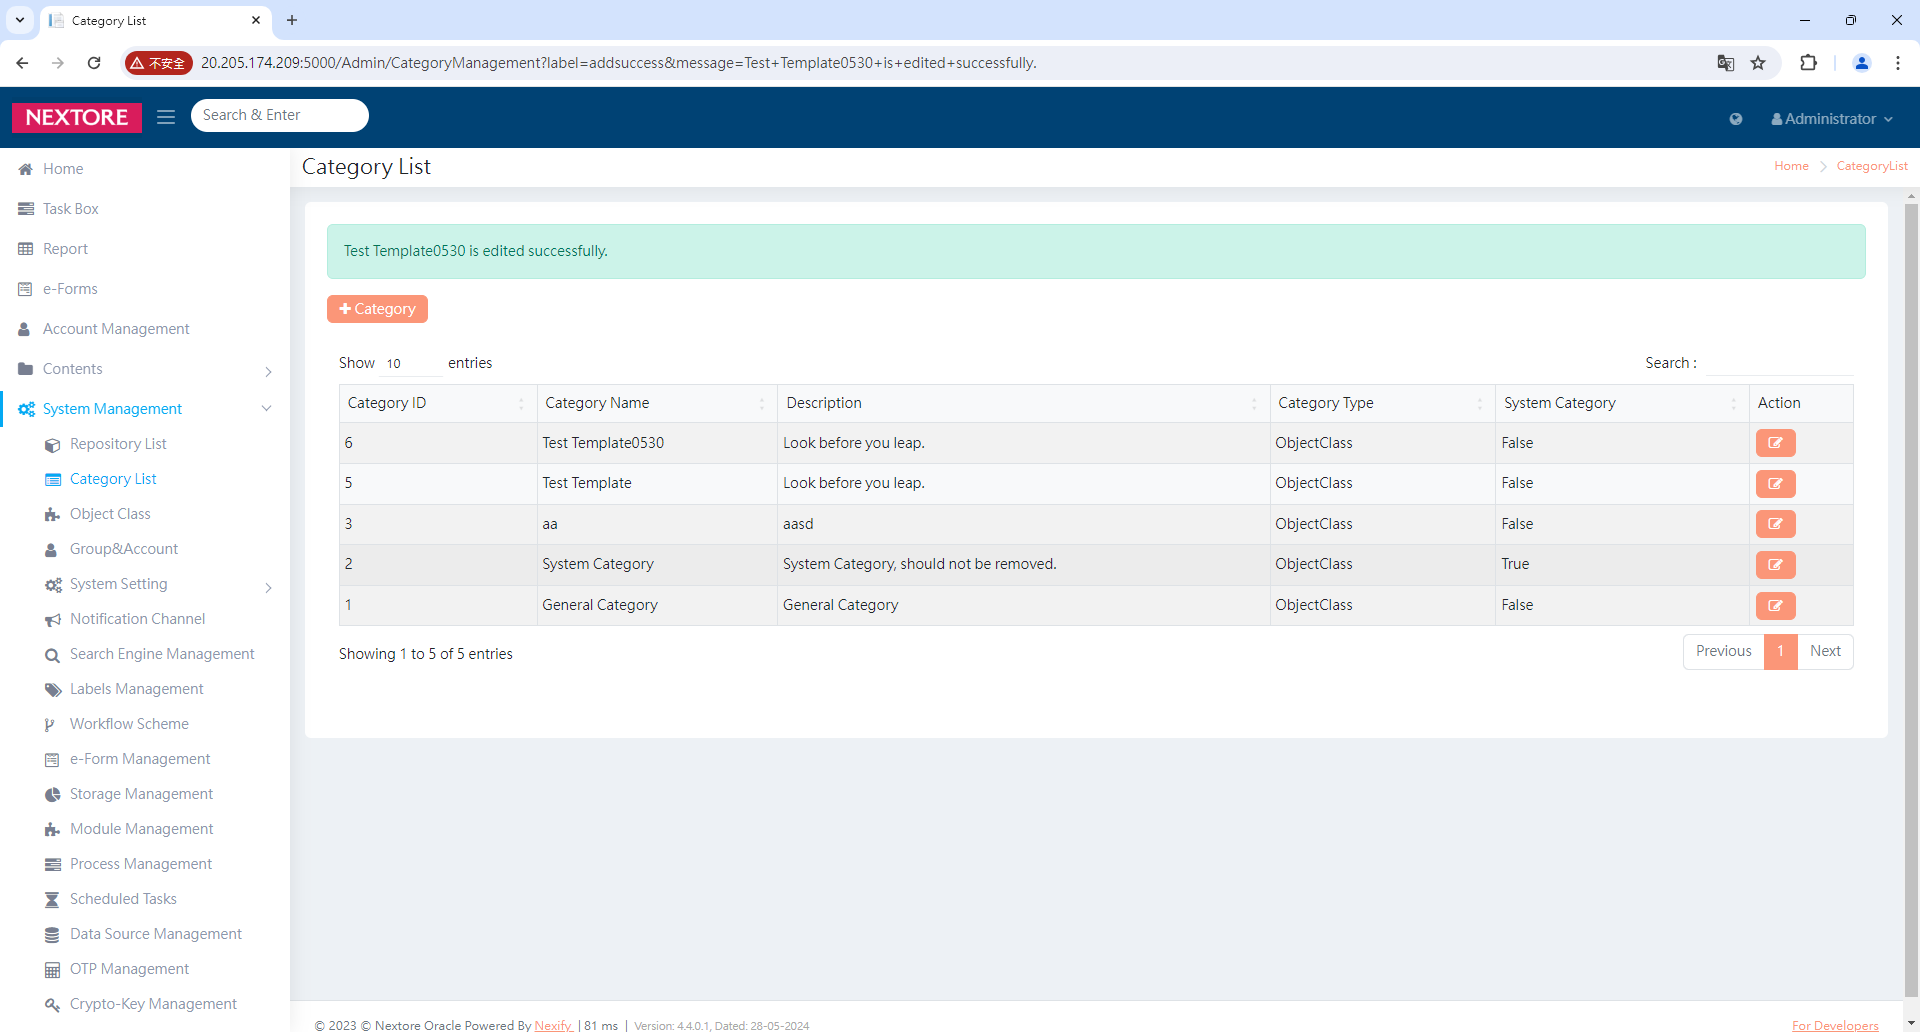 Category List
不安全 20.205.174.209:5000/Admin/CategoryManagement?label=addsuccess&message=Test+Template0530+is+edited+successfully.
NEXTORE Search & Enter Administrator
Home
Task Box
Report
e-Forms
Account Management
Contents
System Management
Repository List
Category List
Object Class
Group&Account
System Setting
Notification Channel
Search Engine Management
Labels Management
Workflow Scheme
e-Form Management
Storage Management
Module Management
Process Management
Scheduled Tasks
Data Source Management
OTP Management
Crypto-Key Management
Category List Home CategoryList
Test Template0530 is edited successfully.
Category
Show 10 entries Search :
Category ID Category Name Description Category Type System Category Action
6 Test Template0530 Look before you leap. ObjectClass False
5 Test Template Look before you leap. ObjectClass False
3 aa aasd ObjectClass False
2 System Category System Category, should not be removed. ObjectClass True
1 General Category General Category ObjectClass False
Showing 1 to 5 of 5 entries Previous 1 Next
© 2023 © Nextore Oracle Powered By Nexify | 81 ms | Version: 4.4.0.1, Dated: 28-05-2024 For Developers